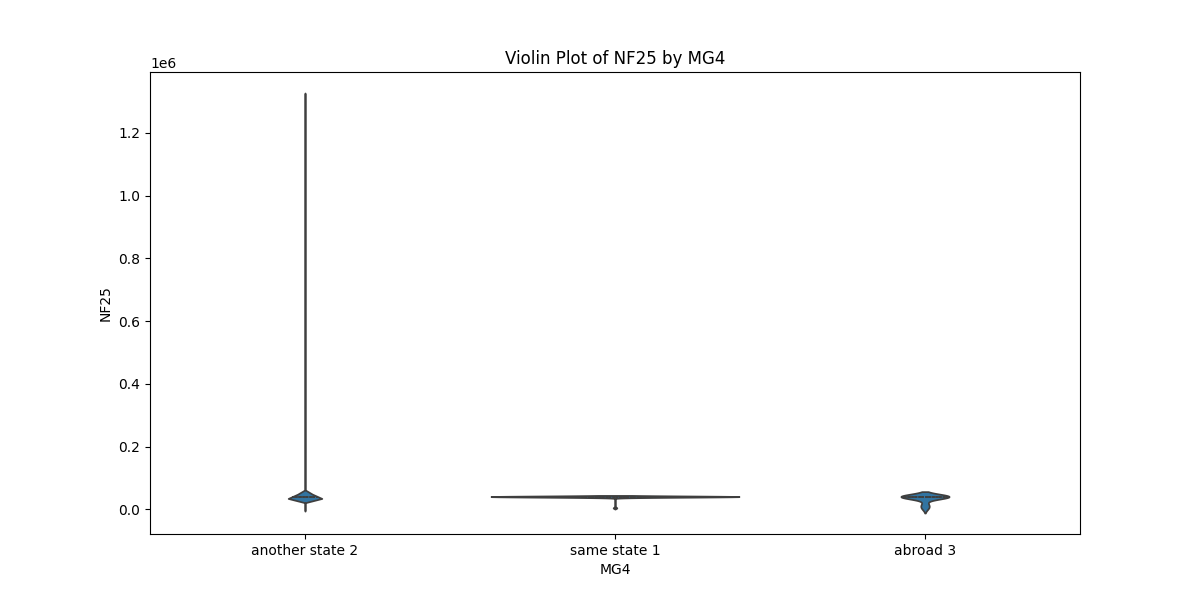 Violin Plot of NF25 by MG4
1e6
1.2
1.0
0.8
0.6
0.4
0.2
0.0
NF25
another state 2
same state 1
abroad 3
MG4